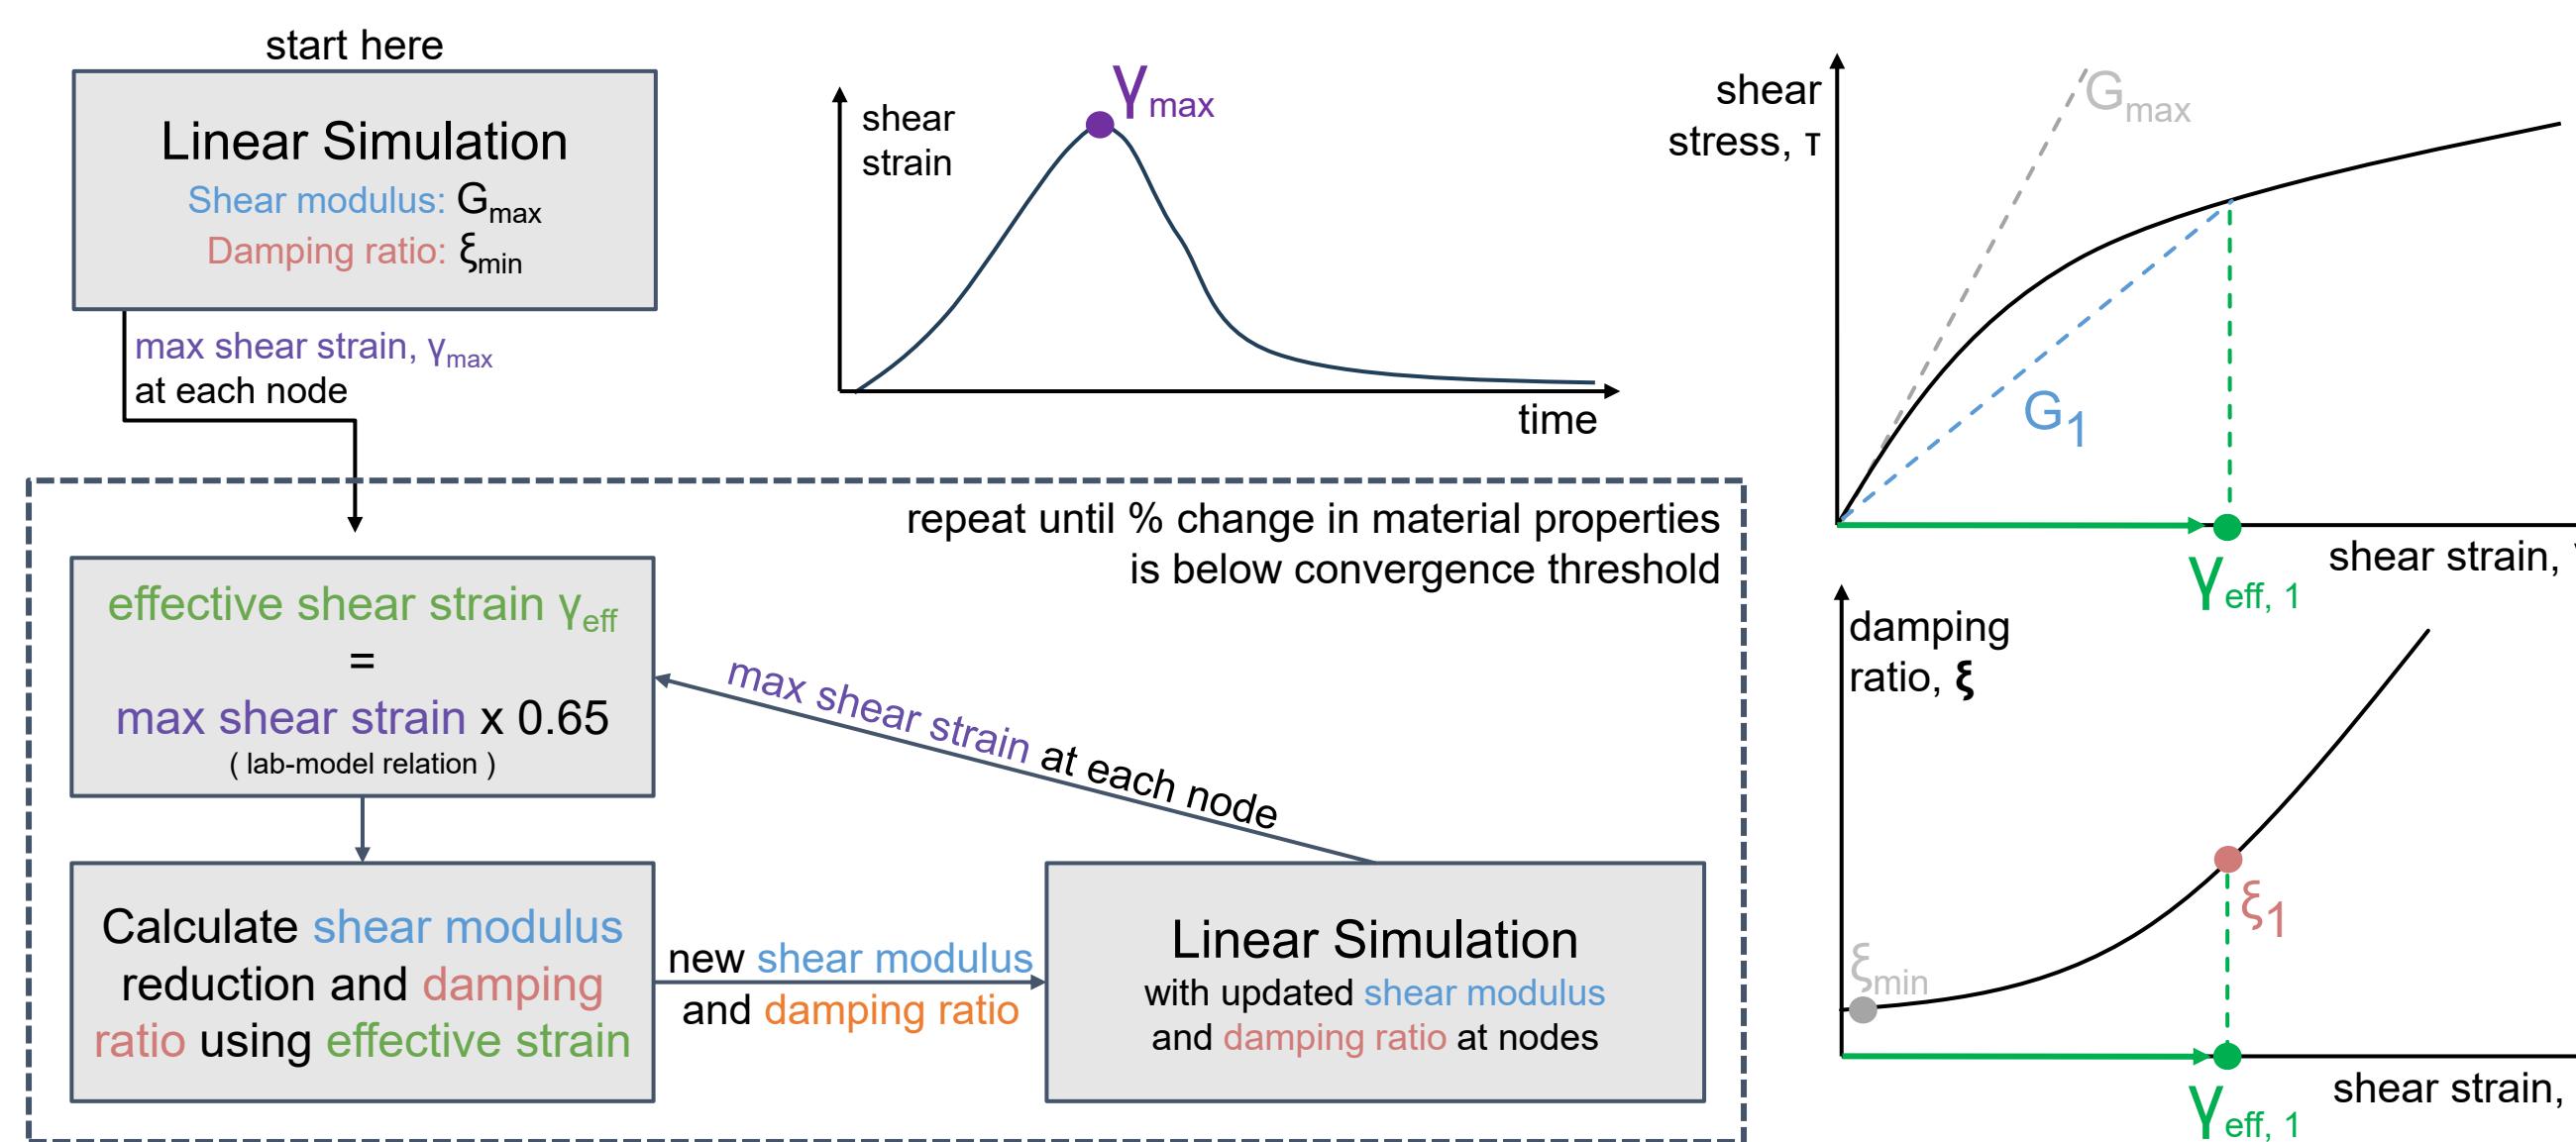 start here
Linear Simulation
Shear modulus: Gmax
Damping ratio: ξmin
max shear strain, γmax
at each node
shear
strain
γmax
time
repeat until % change in material properties
is below convergence threshold
effective shear strain γeff
=
max shear strain x 0.65
( lab-model relation )
max shear strain at each node
Calculate shear modulus
reduction and damping
ratio using effective strain
new shear modulus
and damping ratio
Linear Simulation
with updated shear modulus
and damping ratio at nodes
shear
stress, τ
Gmax
G1
γeff, 1
shear strain,
damping
ratio, ξ
ξmin
ξ1
γeff, 1
shear strain,